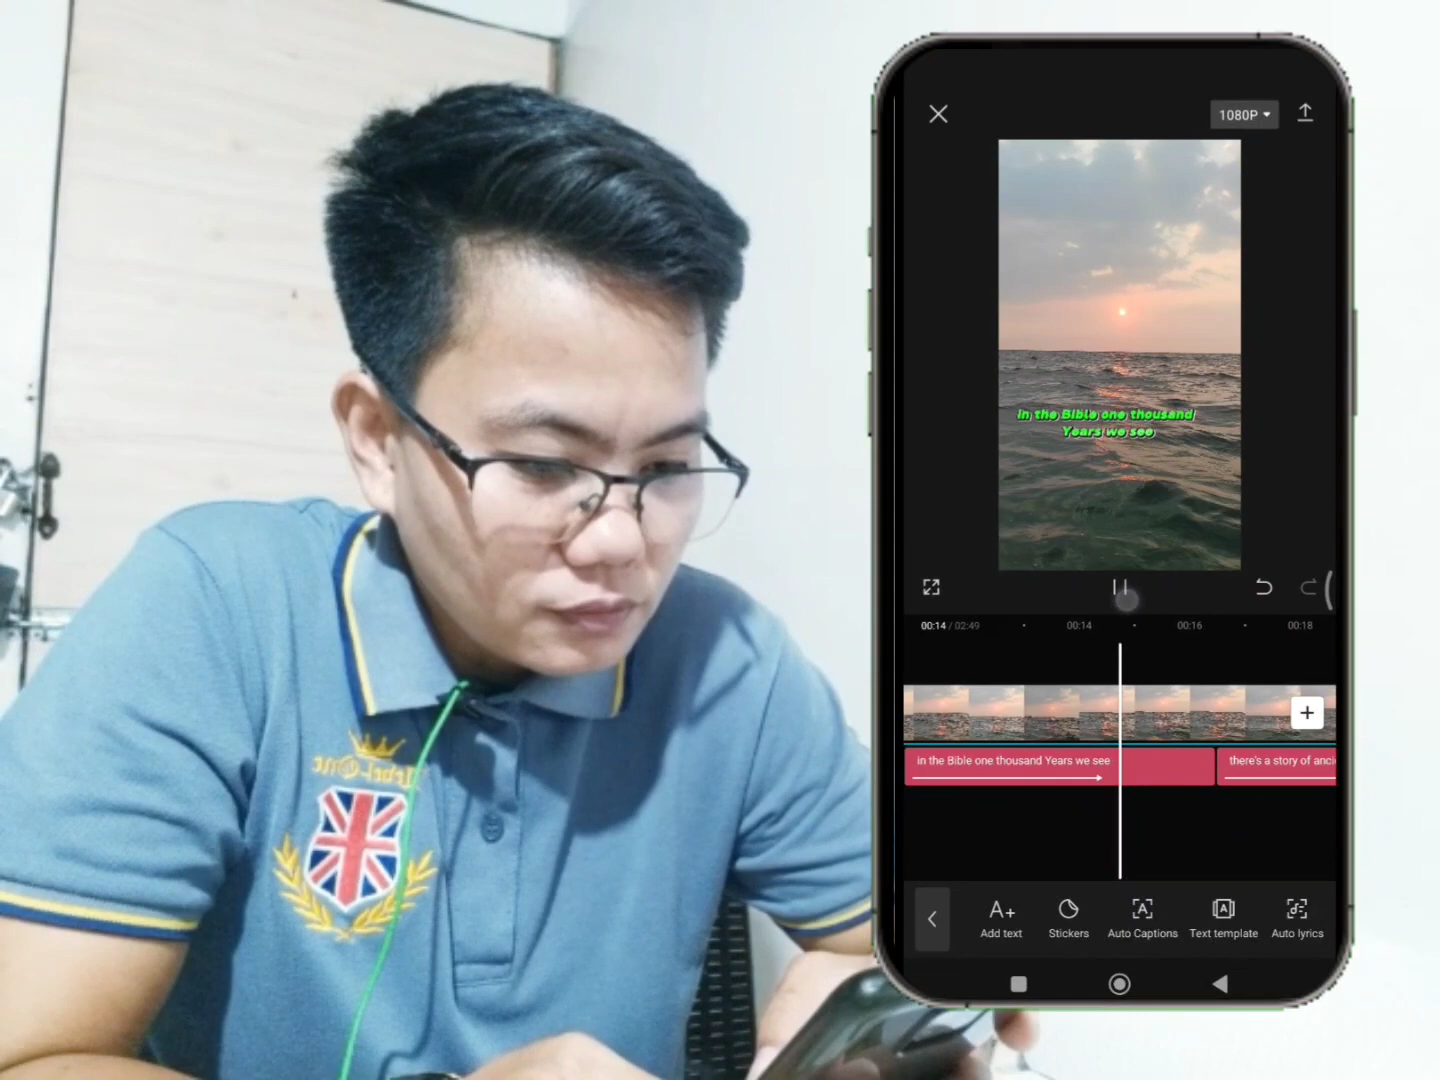 1080P
in the Bible one thousand
Years we see
00:14 / 02:49
00:14
00:16
00:18
in the Bible one thousand Years we see
there's a story of anci
Add text
Stickers
Auto Captions
Text template
Auto lyrics